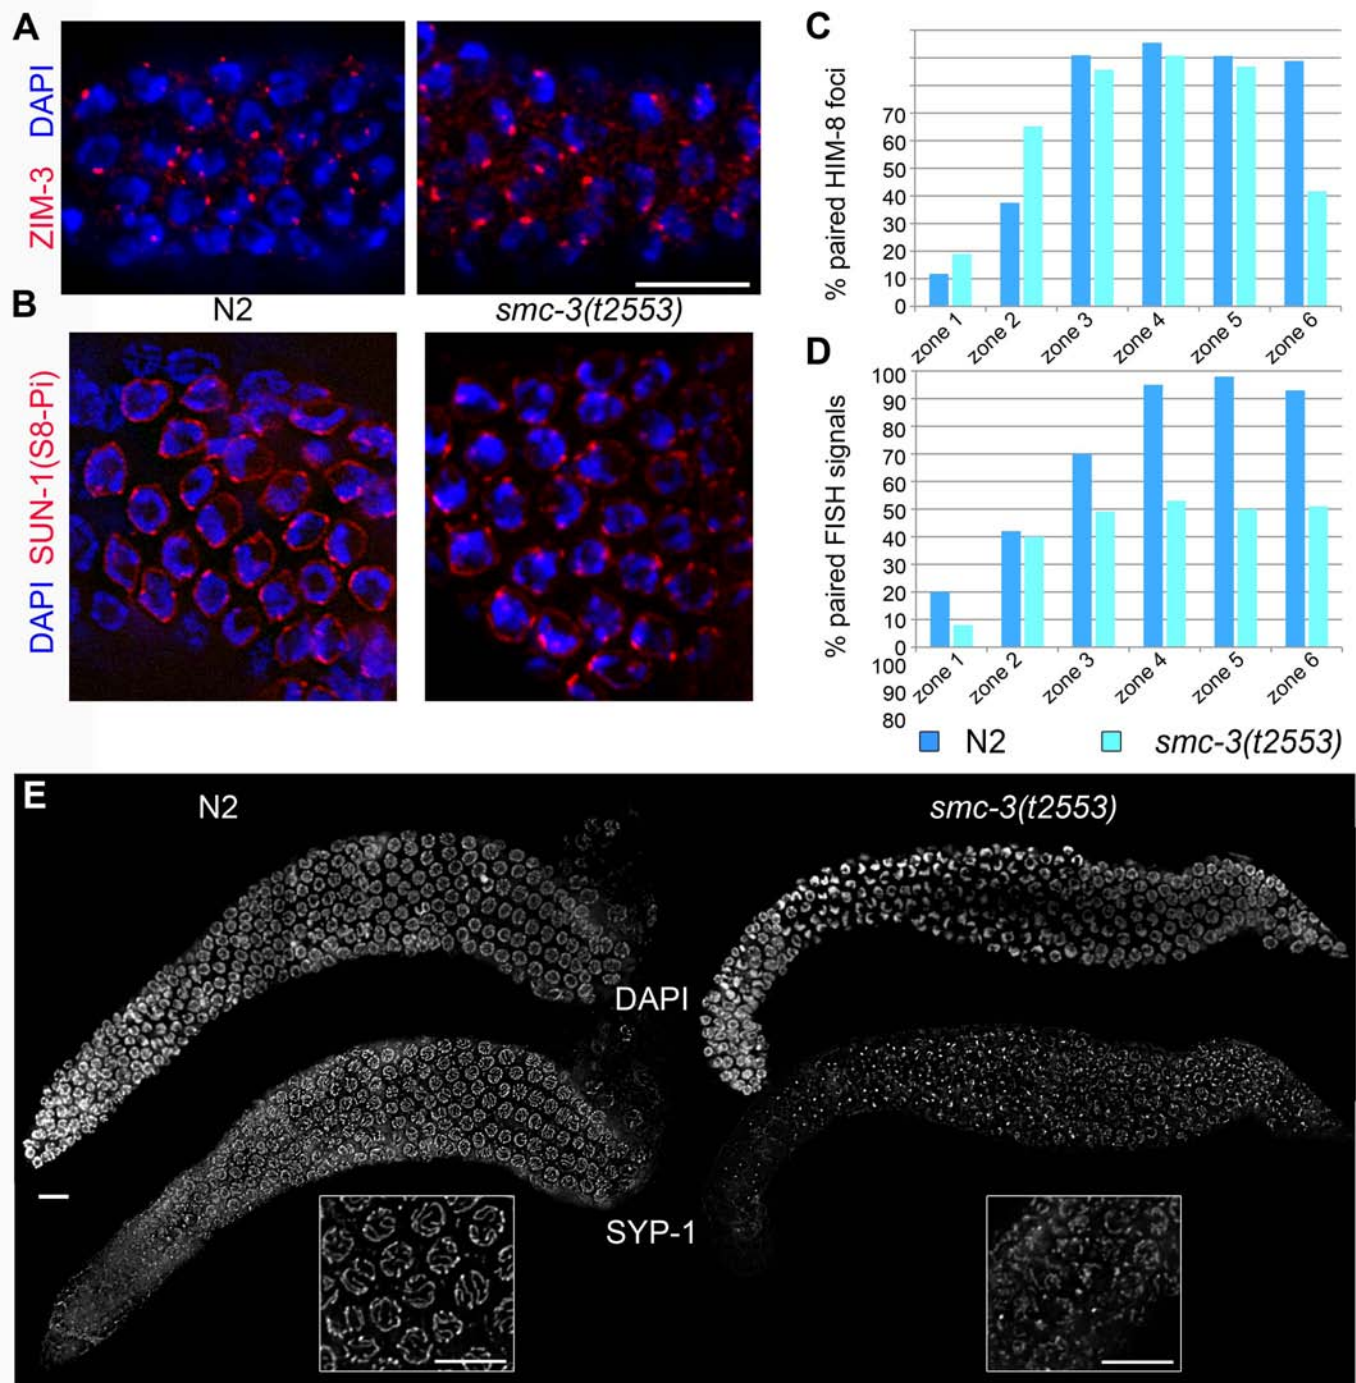 A
ZIM-3 DAPI
B
N2 smc-3(t2553)
DAPI SUN-1(S8-Pi)
C
% paired HIM-8 foci
70
80
60
50
40
30
20
10
0
zone 1 zone 2 zone 3 zone 4 zone 5 zone 6
D
% paired FISH signals
100
90
80
70
60
50
40
30
20
10
0
100
90
80
zone 1 zone 2 zone 3 zone 4 zone 5 zone 6
N2 smc-3(t2553)
E
N2 smc-3(t2553)
DAPI
SYP-1